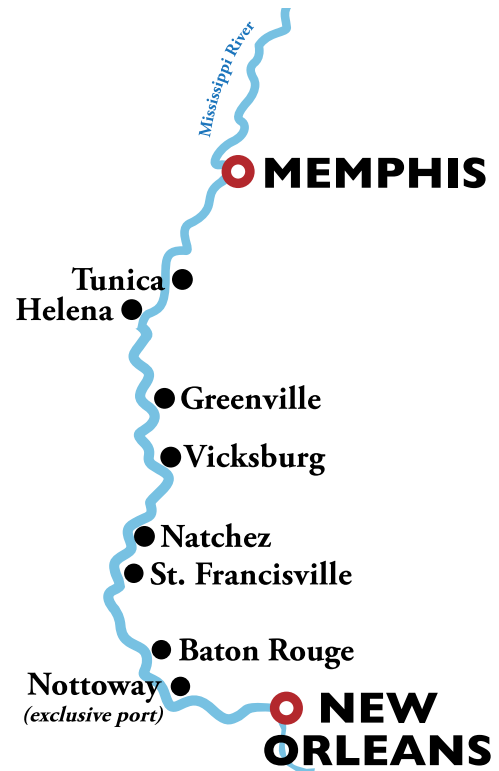 Mississippi River
MEMPHIS
Tunica
Helena
Greenville
Vicksburg
Natchez
St. Francisville
Baton Rouge
Nottoway
(exclusive port)
NEW
ORLEANS